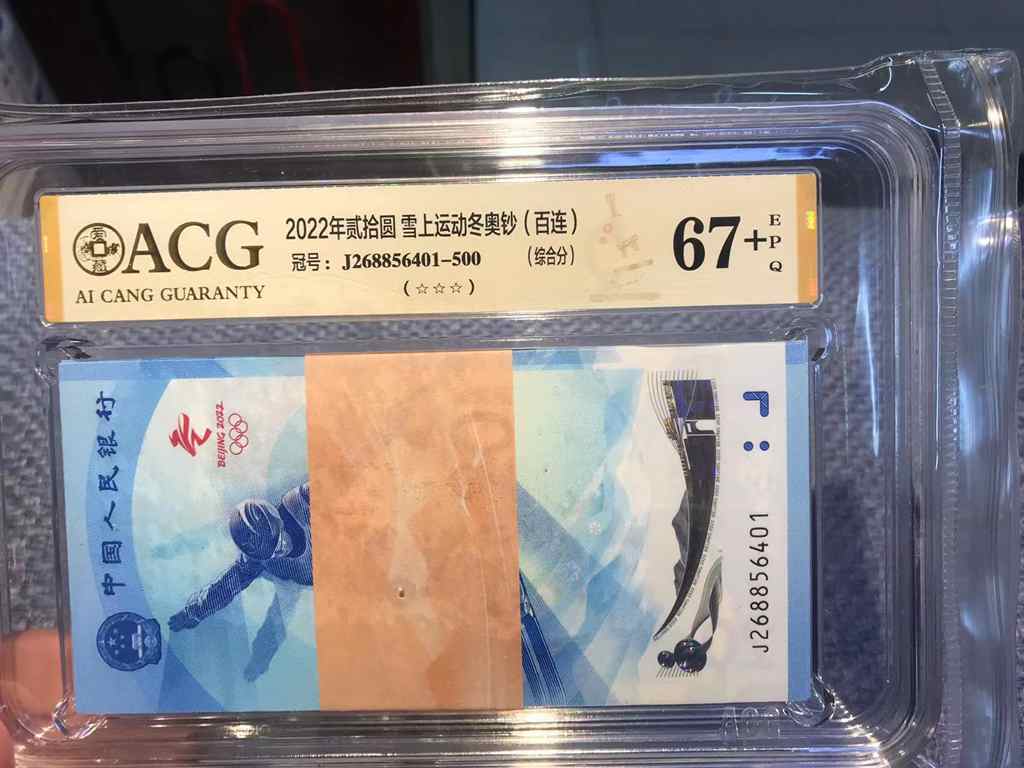 ACG
AI CANG GUARANTY
2022年贰拾圆 雪上运动冬奥钞（百连）
冠号：J268856401-500
（综合分）
（☆☆☆）
67+
EPQ
中国人民银行
BEIJING 2022
J268856401